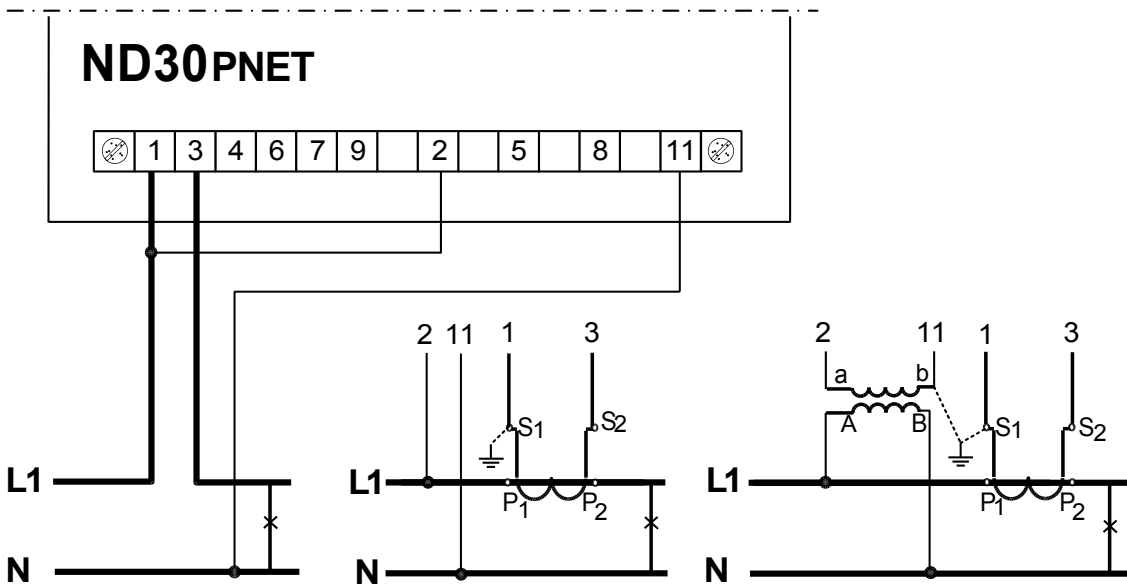 ND30PNET
1 3 4 6 7 9 2 5 8 11
2 11 1 3
2 11 1 3
a b
S1 S2
A B S1 S2
L1 L1 L1
P1 P2 P1 P2
N N N